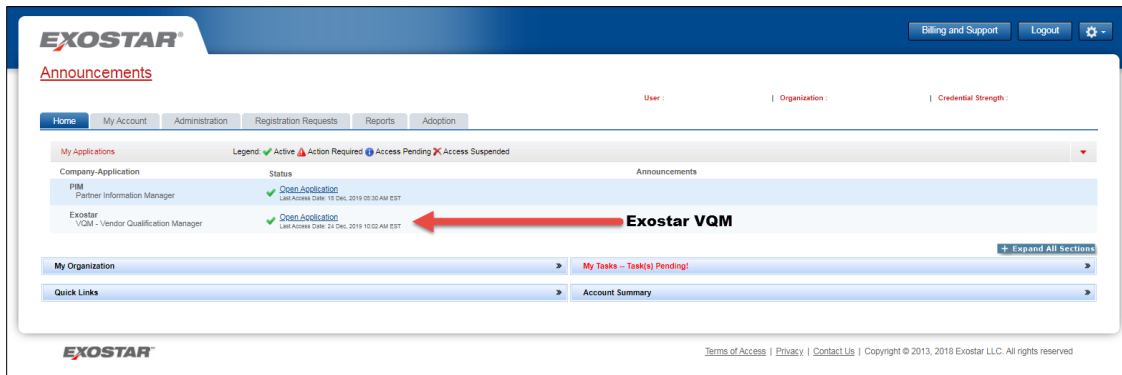 Billing and Support Logout
EXOSTAR®
Announcements
User : | Organization : | Credential Strength :
Home My Account Administration Registration Requests Reports Adoption
My Applications Legend: Active Action Required Access Pending Access Suspended
Company-Application Status Announcements
PIM
Partner Information Manager
Open Application
Last Access Date: 15 Dec, 2019 05:30 AM EST
Exostar
VQM - Vendor Qualification Manager
Open Application
Last Access Date: 24 Dec, 2019 10:02 AM EST
Exostar VQM
+ Expand All Sections
My Organization » My Tasks -- Task(s) Pending! »
Quick Links » Account Summary »
EXOSTAR™
Terms of Access | Privacy | Contact Us | Copyright © 2013, 2018 Exostar LLC. All rights reserved